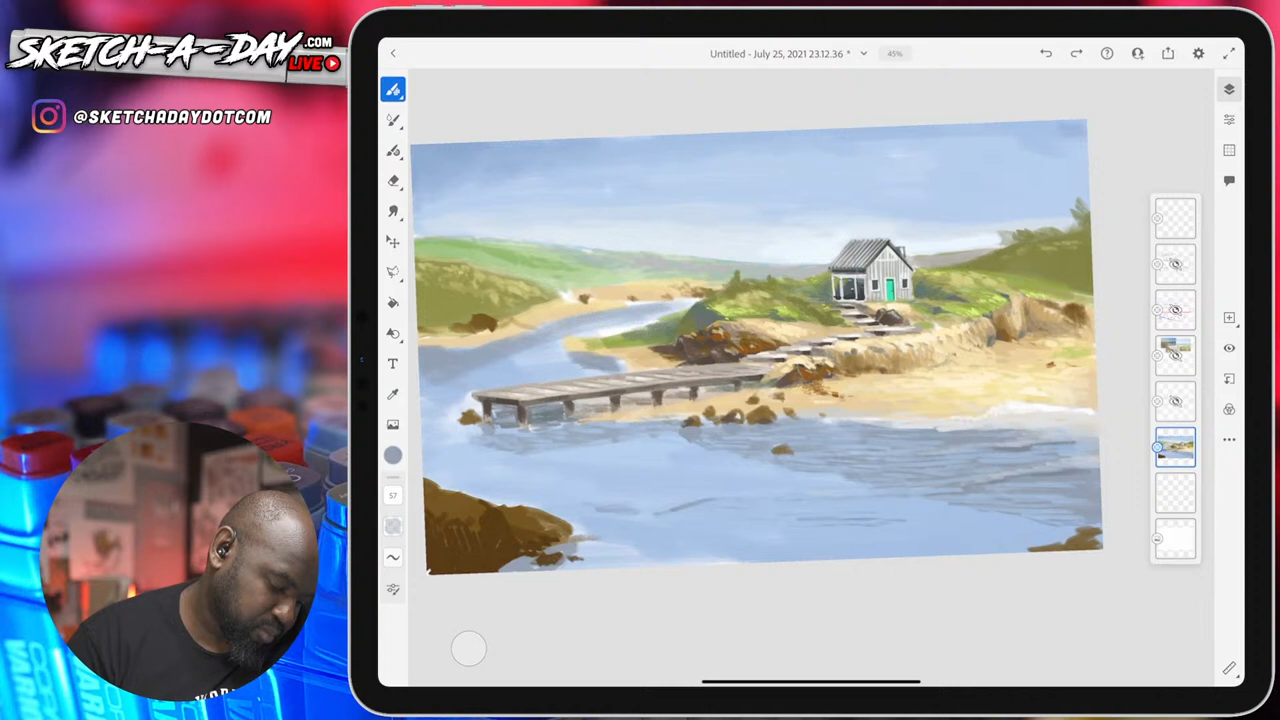 SKETCH-A-DAY.COM
LIVE
@SKETCHADAYDOTCOM
Untitled - July 25, 2021 23.12.36 *
45%
T
57